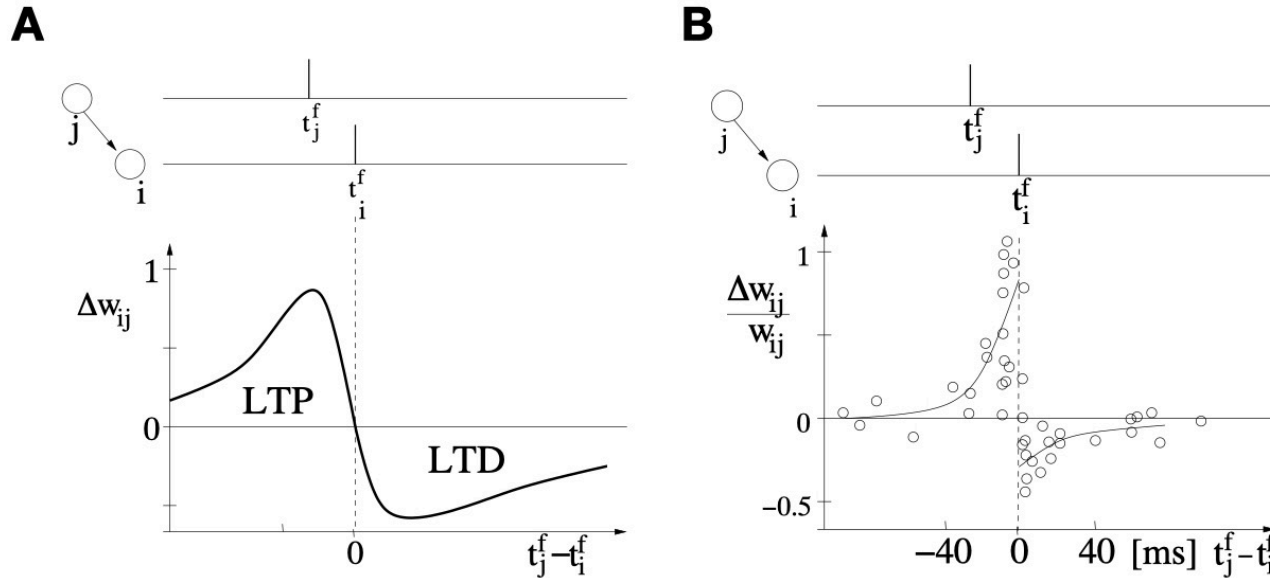 A
j
i
t_j^f
t_i^f
1
Δw_ij
LTP
0
LTD
0
t_j^f − t_i^f
B
j
i
t_j^f
t_i^f
1
Δw_ij
w_ij
0
−0.5
−40 0 40 [ms] t_j^f − t_i^f